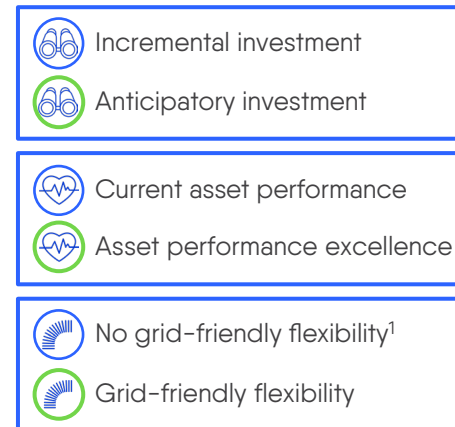 Incremental investment
Anticipatory investment
Current asset performance
Asset performance excellence
No grid-friendly flexibility¹
Grid-friendly flexibility